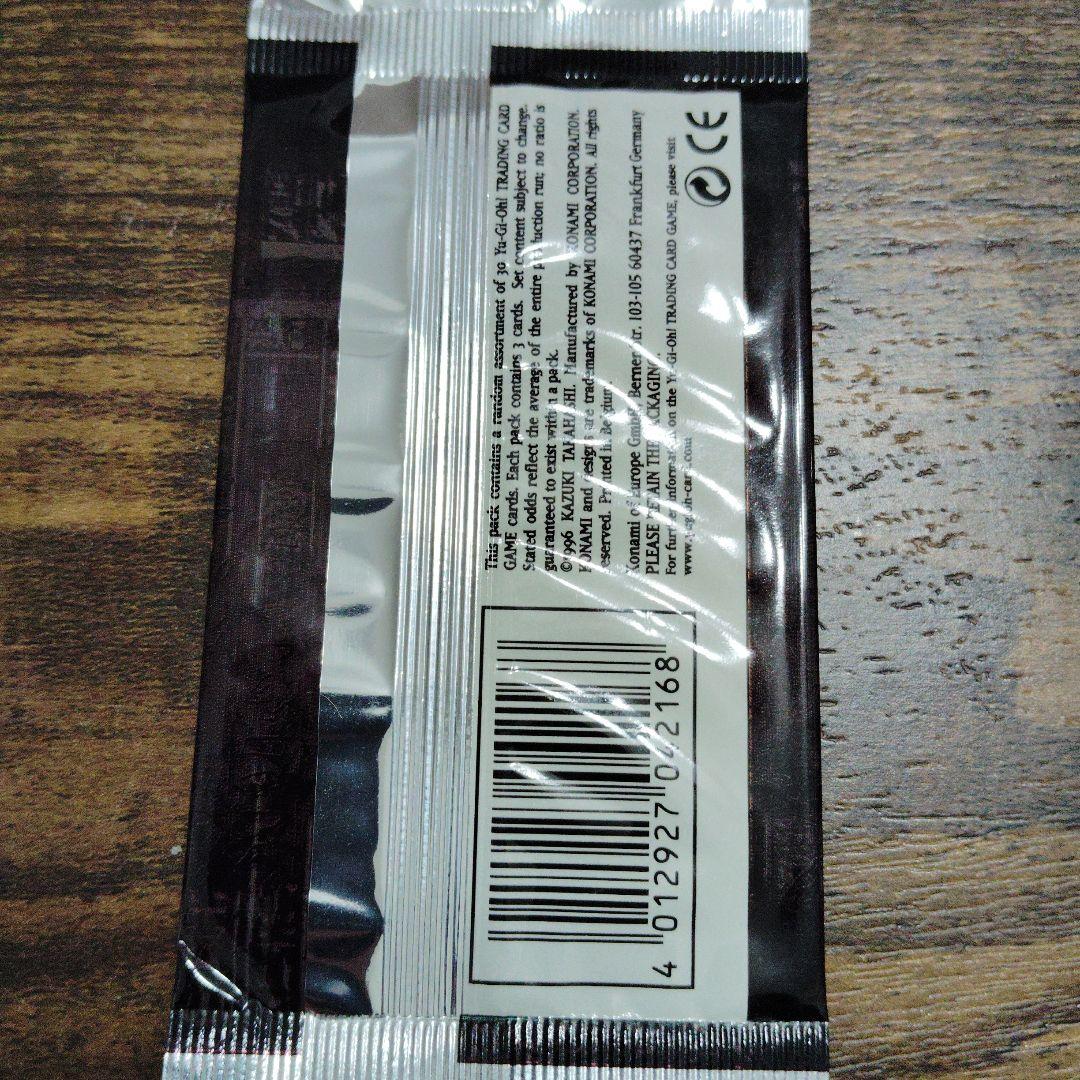 This pack contains a random assortment of 39 Yu-Gi-Oh! TRADING CARD
GAME cards. Each pack contains 3 cards. Set content subject to change.
Stated odds reflect the average of the entire production run; no ratio is
guaranteed to exist within a pack.
©1996 KAZUKI TAKAHASHI. Manufactured by KONAMI CORPORATION.
KONAMI and designs are trademarks of KONAMI CORPORATION. All rights
reserved. Printed in Belgium.
Konami of Europe GmbH, Berner Str. 103-105 60437 Frankfurt Germany
PLEASE RETAIN THIS PACKAGING.
For further information on the Yu-Gi-Oh! TRADING CARD GAME, please visit
CE
4 012927 042168